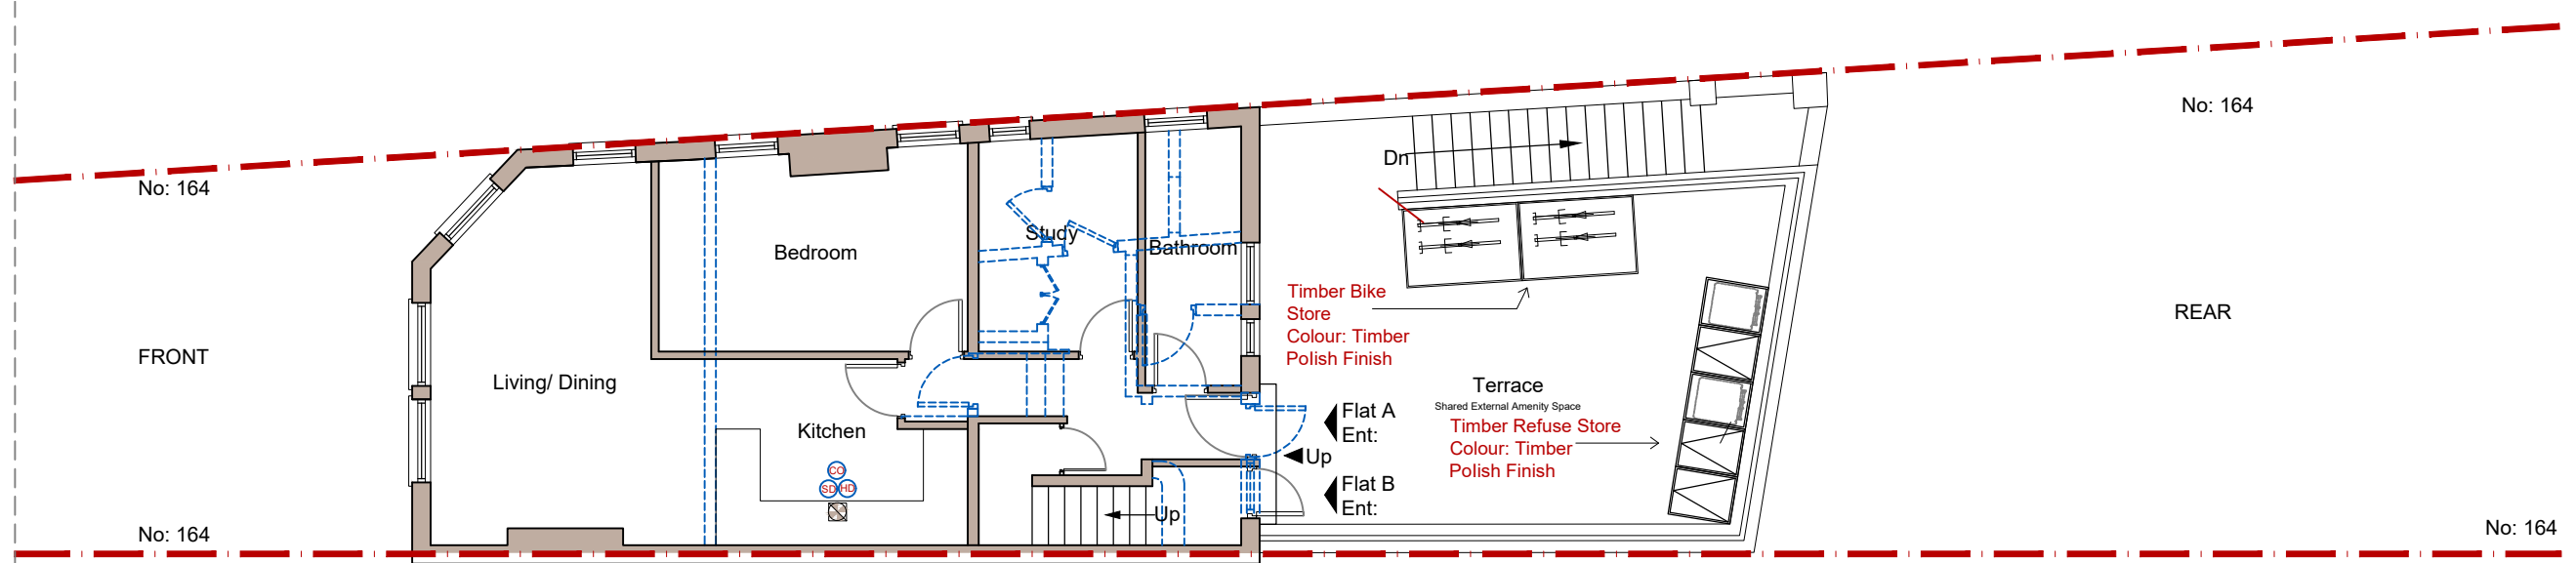 No: 164
No: 164
Dn
Study
Bathroom
Bedroom
Timber Bike
Store
Colour: Timber
Polish Finish
REAR
FRONT
Living/ Dining
Terrace
Shared External Amenity Space
Timber Refuse Store
Colour: Timber
Polish Finish
Flat A
Ent:
Kitchen
Up
CO
SD HD
Flat B
Ent:
Up
No: 164
No: 164